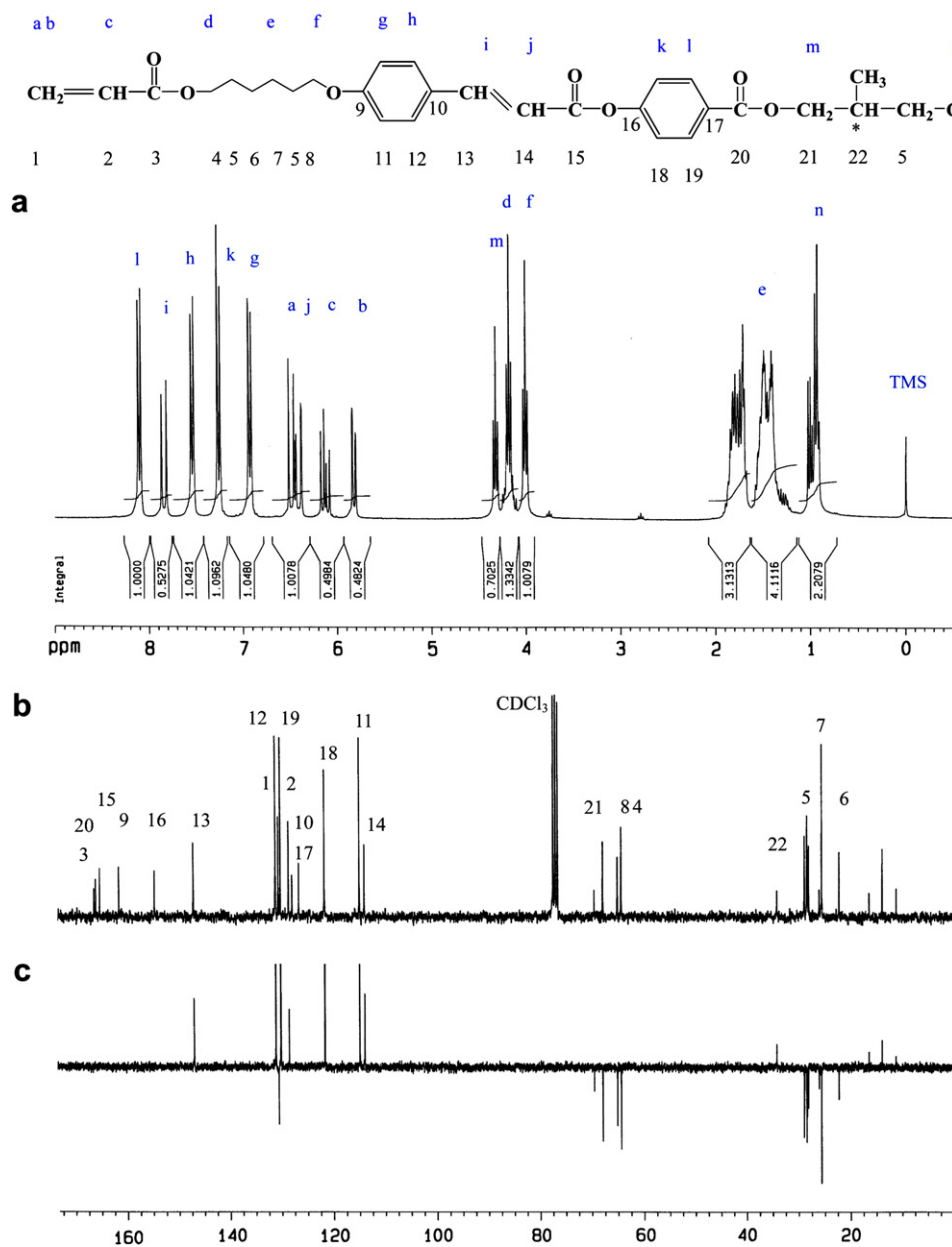 a b c d e f g h i j k l m
O O O CH₃
CH₂ CH C O O 9 10 C O 16 17 C O CH CH₂
*
1 2 3 4 5 6 7 5 8 11 12 13 14 15 18 19 20 21 22 5
a
l i h k g a j c b m d f e n
TMS
Integral
1.0000 0.5275 1.0421 1.0962 1.0480 1.0078 0.4984 0.4824 0.7025 1.3342 1.0079 3.1313 4.1116 2.2079
ppm 8 7 6 5 4 3 2 1 0
b
CDCl₃
3 20 15 9 16 13 12 1 19 2 10 17 18 11 14 21 8 4 22 5 7 6
c
160 140 120 100 80 60 40 20